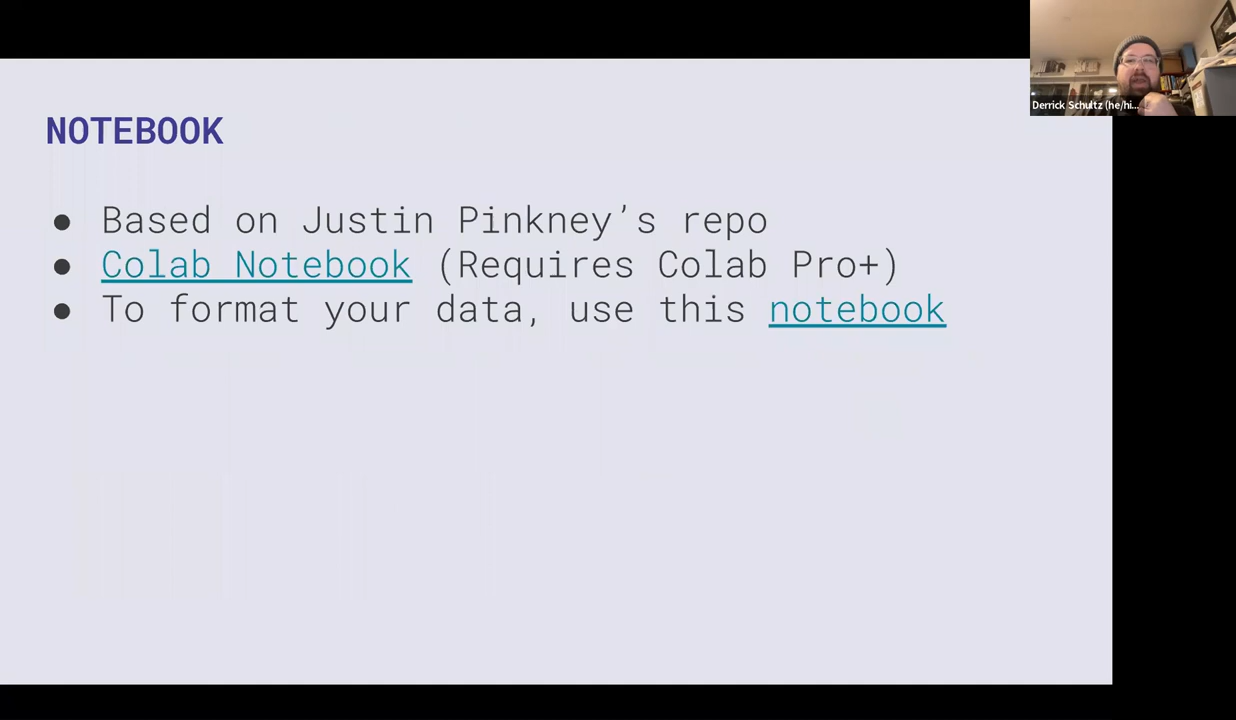 NOTEBOOK
● Based on Justin Pinkney’s repo
● Colab Notebook (Requires Colab Pro+)
● To format your data, use this notebook
Derrick Schultz (he/hi...